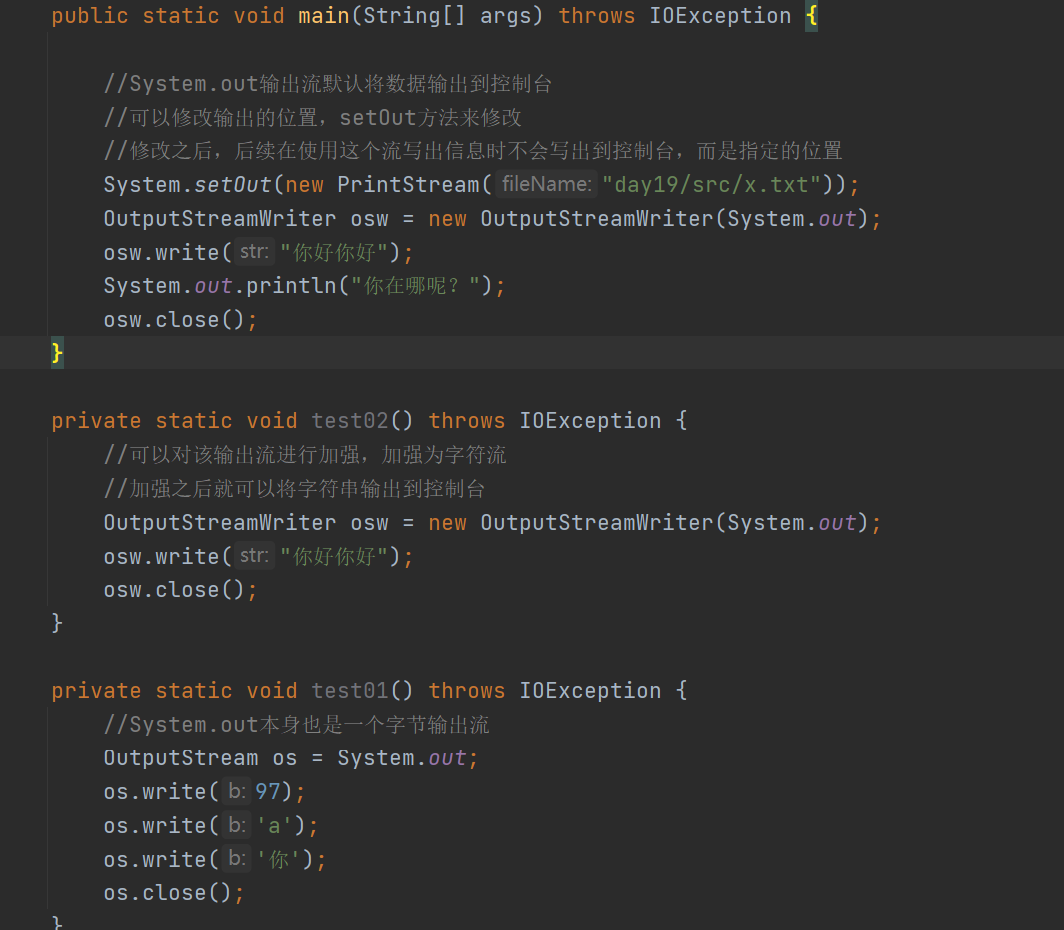 public static void main(String[] args) throws IOException {
//System.out输出流默认将数据输出到控制台
//可以修改输出的位置，setOut方法来修改
//修改之后，后续在使用这个流写出信息时不会写出到控制台，而是指定的位置
System.setOut(new PrintStream( fileName: "day19/src/x.txt"));
OutputStreamWriter osw = new OutputStreamWriter(System.out);
osw.write( str: "你好你好");
System.out.println("你在哪呢？");
osw.close();
}
private static void test02() throws IOException {
//可以对该输出流进行加强，加强为字符流
//加强之后就可以将字符串输出到控制台
OutputStreamWriter osw = new OutputStreamWriter(System.out);
osw.write( str: "你好你好");
osw.close();
}
private static void test01() throws IOException {
//System.out本身也是一个字节输出流
OutputStream os = System.out;
os.write( b: 97);
os.write( b: 'a');
os.write( b: '你');
os.close();
}